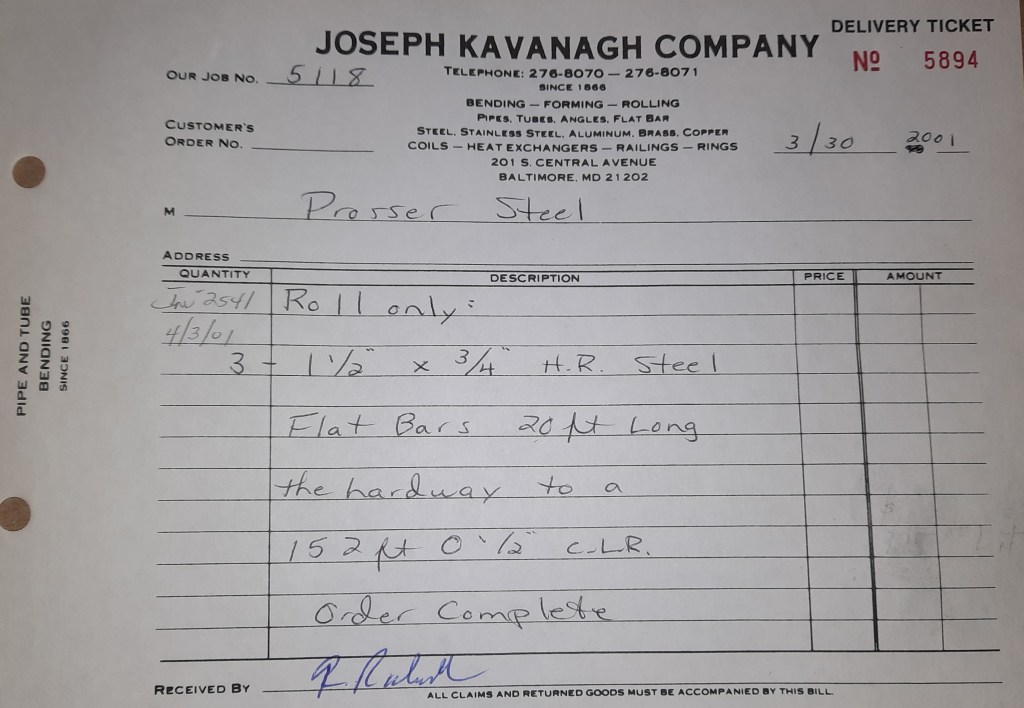 DELIVERY TICKET
JOSEPH KAVANAGH COMPANY
Nº 5894
OUR JOB NO. 5118
TELEPHONE: 276-8070 — 276-8071
SINCE 1866
BENDING — FORMING — ROLLING
PIPES, TUBES, ANGLES, FLAT BAR
CUSTOMER'S
ORDER NO.
STEEL, STAINLESS STEEL, ALUMINUM, BRASS, COPPER
COILS — HEAT EXCHANGERS — RAILINGS — RINGS
3/30 2001
201 S. CENTRAL AVENUE
BALTIMORE, MD 21202
M Prosser Steel
ADDRESS
QUANTITY DESCRIPTION PRICE AMOUNT
Inv 2541 Roll only:
4/3/01
3 - 1 1/2" x 3/4" H.R. Steel
Flat Bars 20 ft Long
the hardway to a
152 ft 0 1/2" C.L.R.
Order Complete
RECEIVED BY
ALL CLAIMS AND RETURNED GOODS MUST BE ACCOMPANIED BY THIS BILL.
PIPE AND TUBE
BENDING
SINCE 1866